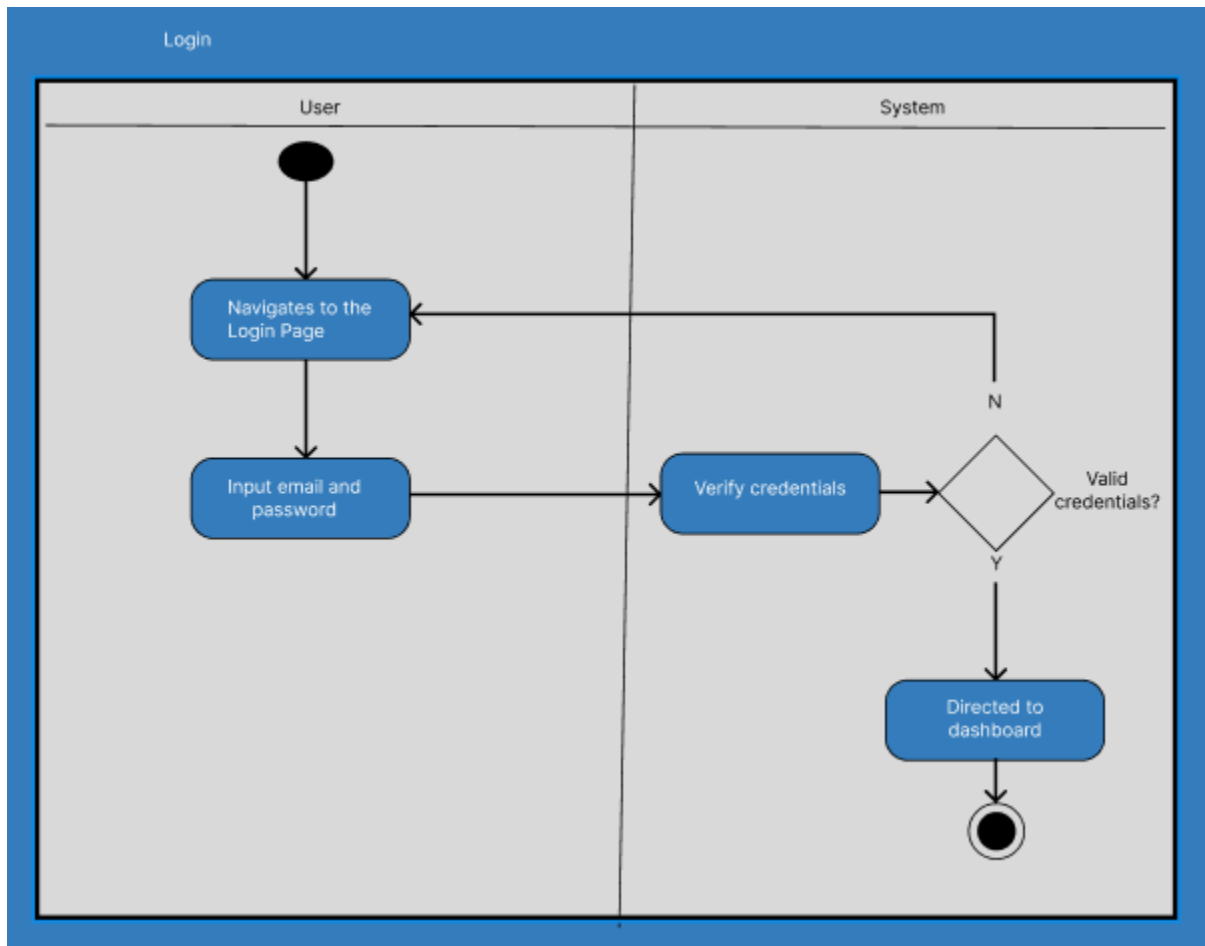 Login
User
System
Navigates to the
Login Page
N
Input email and
password
Verify credentials
Valid
credentials?
Y
Directed to
dashboard